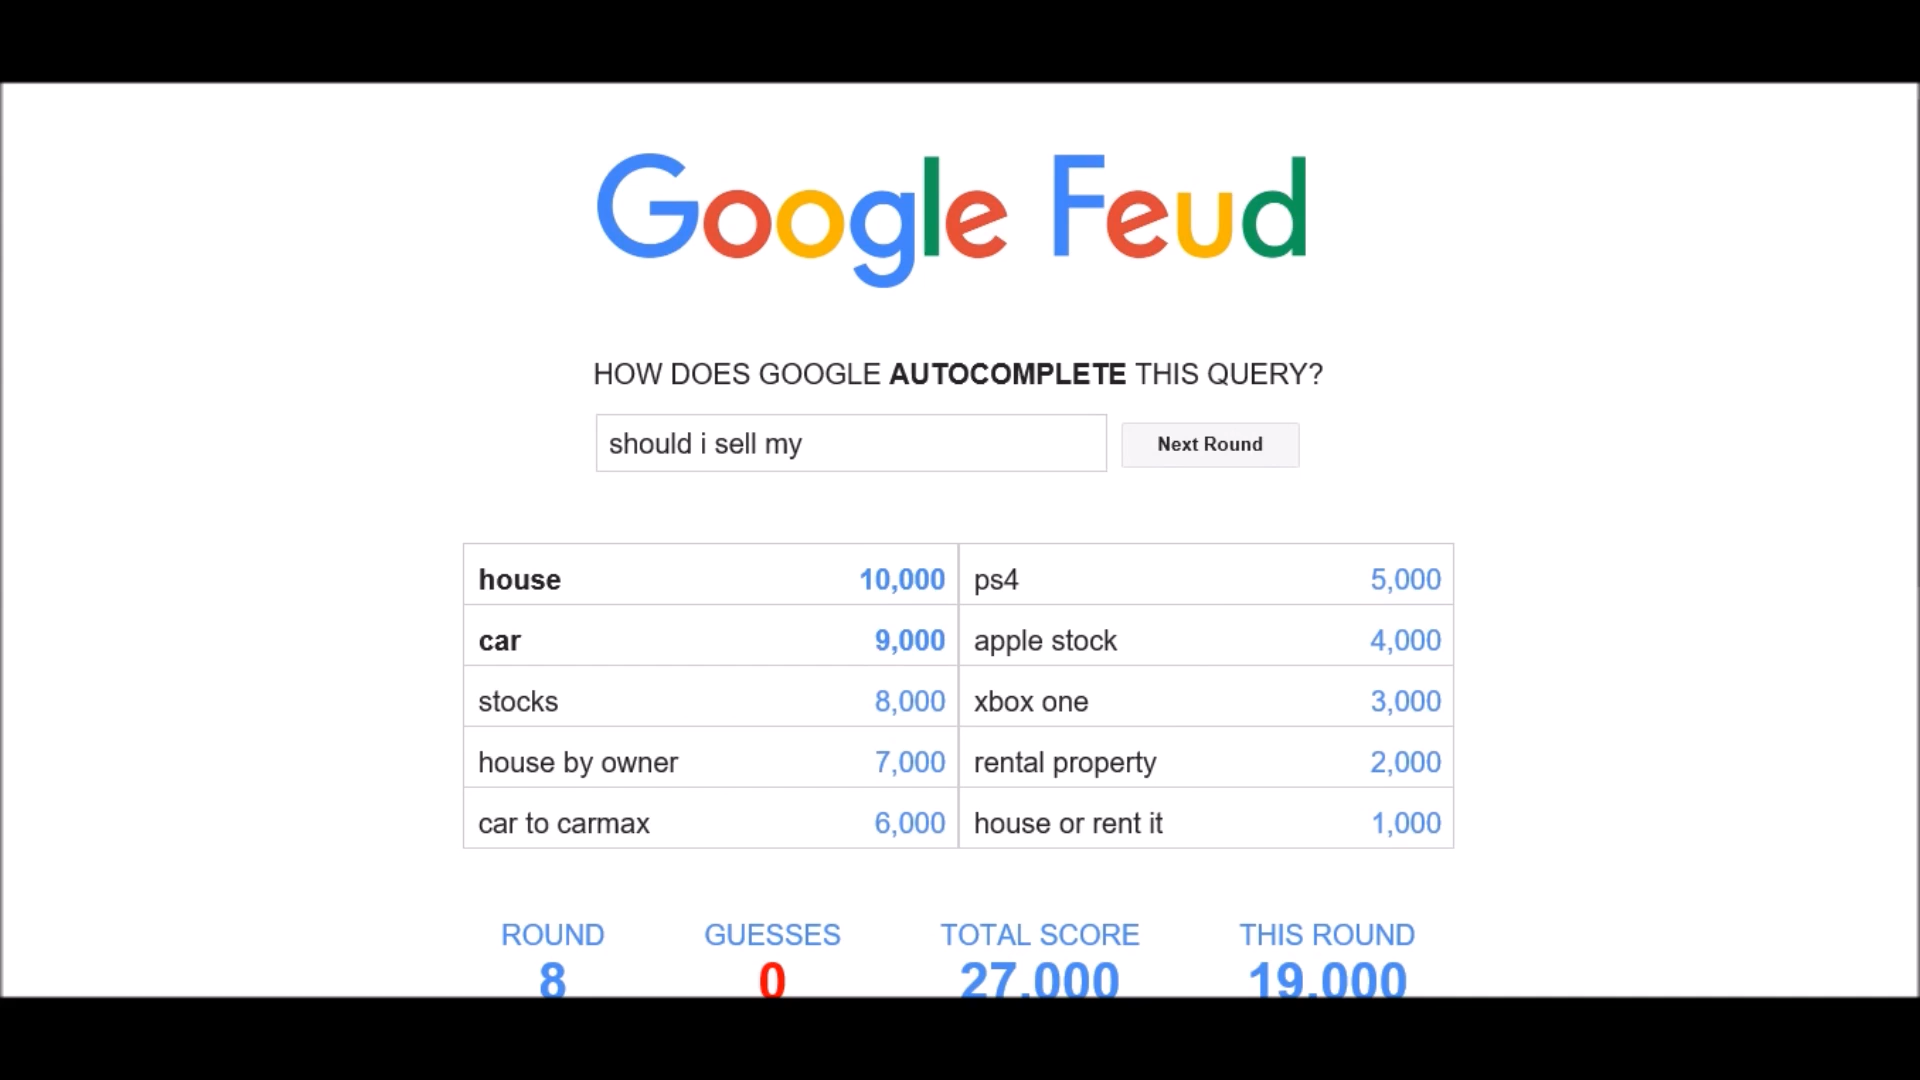 Google Feud
HOW DOES GOOGLE AUTOCOMPLETE THIS QUERY?
should i sell my
Next Round
house 10,000 ps4 5,000
car 9,000 apple stock 4,000
stocks 8,000 xbox one 3,000
house by owner 7,000 rental property 2,000
car to carmax 6,000 house or rent it 1,000
ROUND GUESSES TOTAL SCORE THIS ROUND
8 0 27,000 19,000